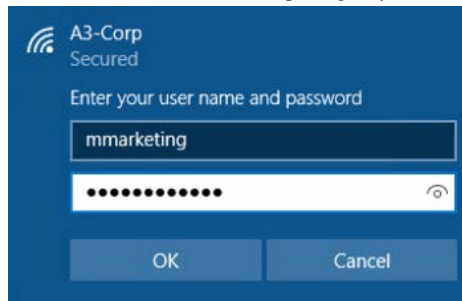 A3-Corp
Secured
Enter your user name and password
mmarketing
••••••••••••
OK
Cancel